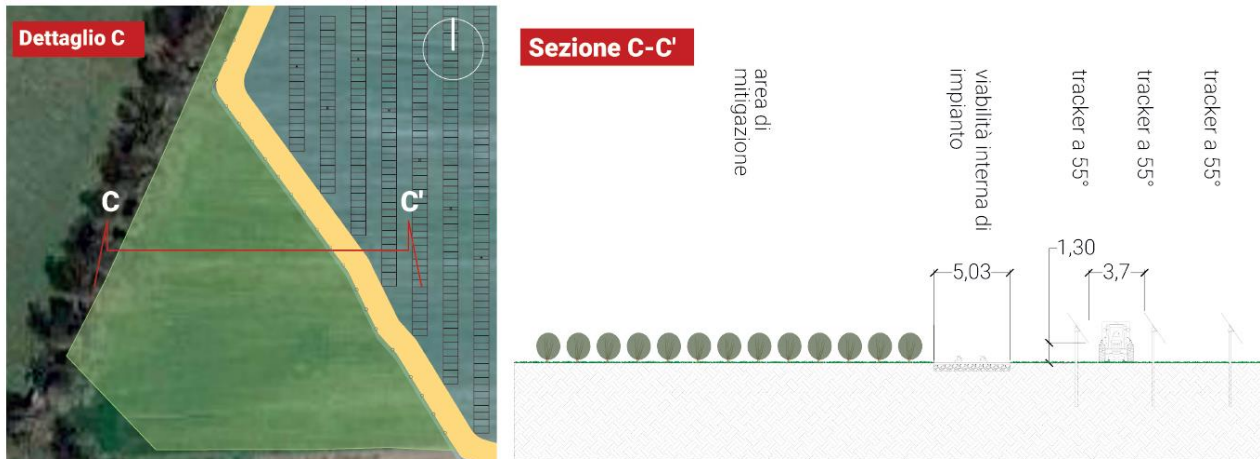 Dettaglio C
C
C'
Sezione C-C'
area di
mitigazione
viabilità interna di
impianto
tracker a 55°
tracker a 55°
tracker a 55°
1,30
5,03
3,7